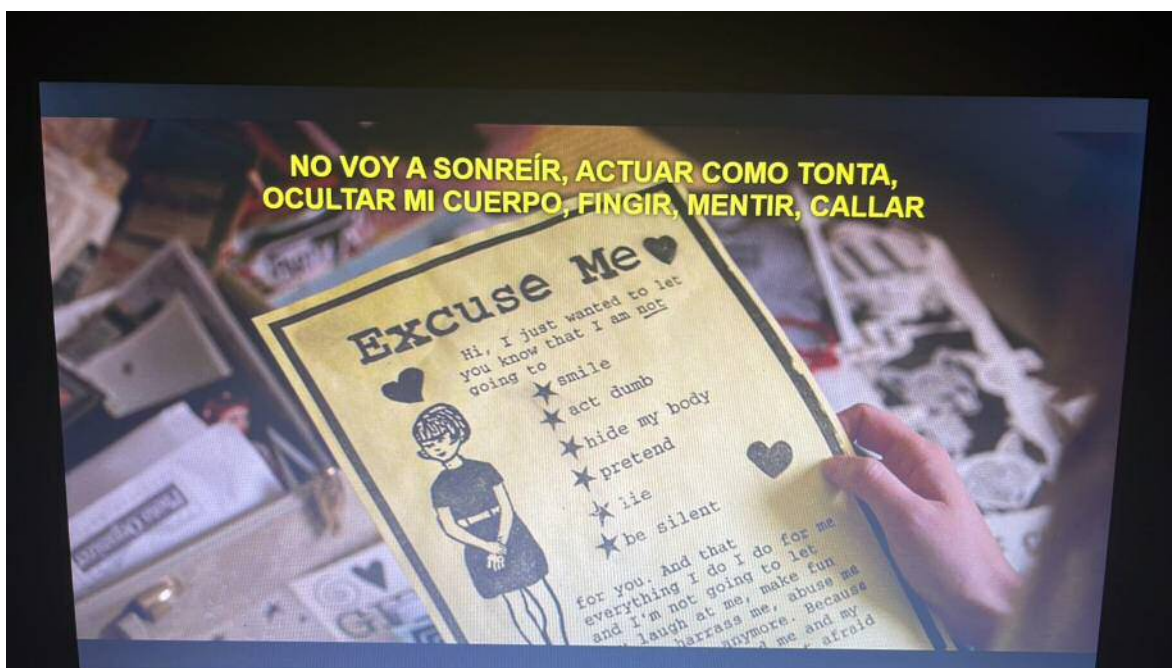 NO VOY A SONREÍR, ACTUAR COMO TONTA,
OCULTAR MI CUERPO, FINGIR, MENTIR, CALLAR
Excuse Me
Hi, I just wanted to let
you know that I am not
going to
smile
act dumb
hide my body
pretend
lie
be silent
for you. And that
everything I do I do for me
and I'm not going to let
laugh at me, make fun
harrass me, abuse me
anymore. Because
me and my
afraid